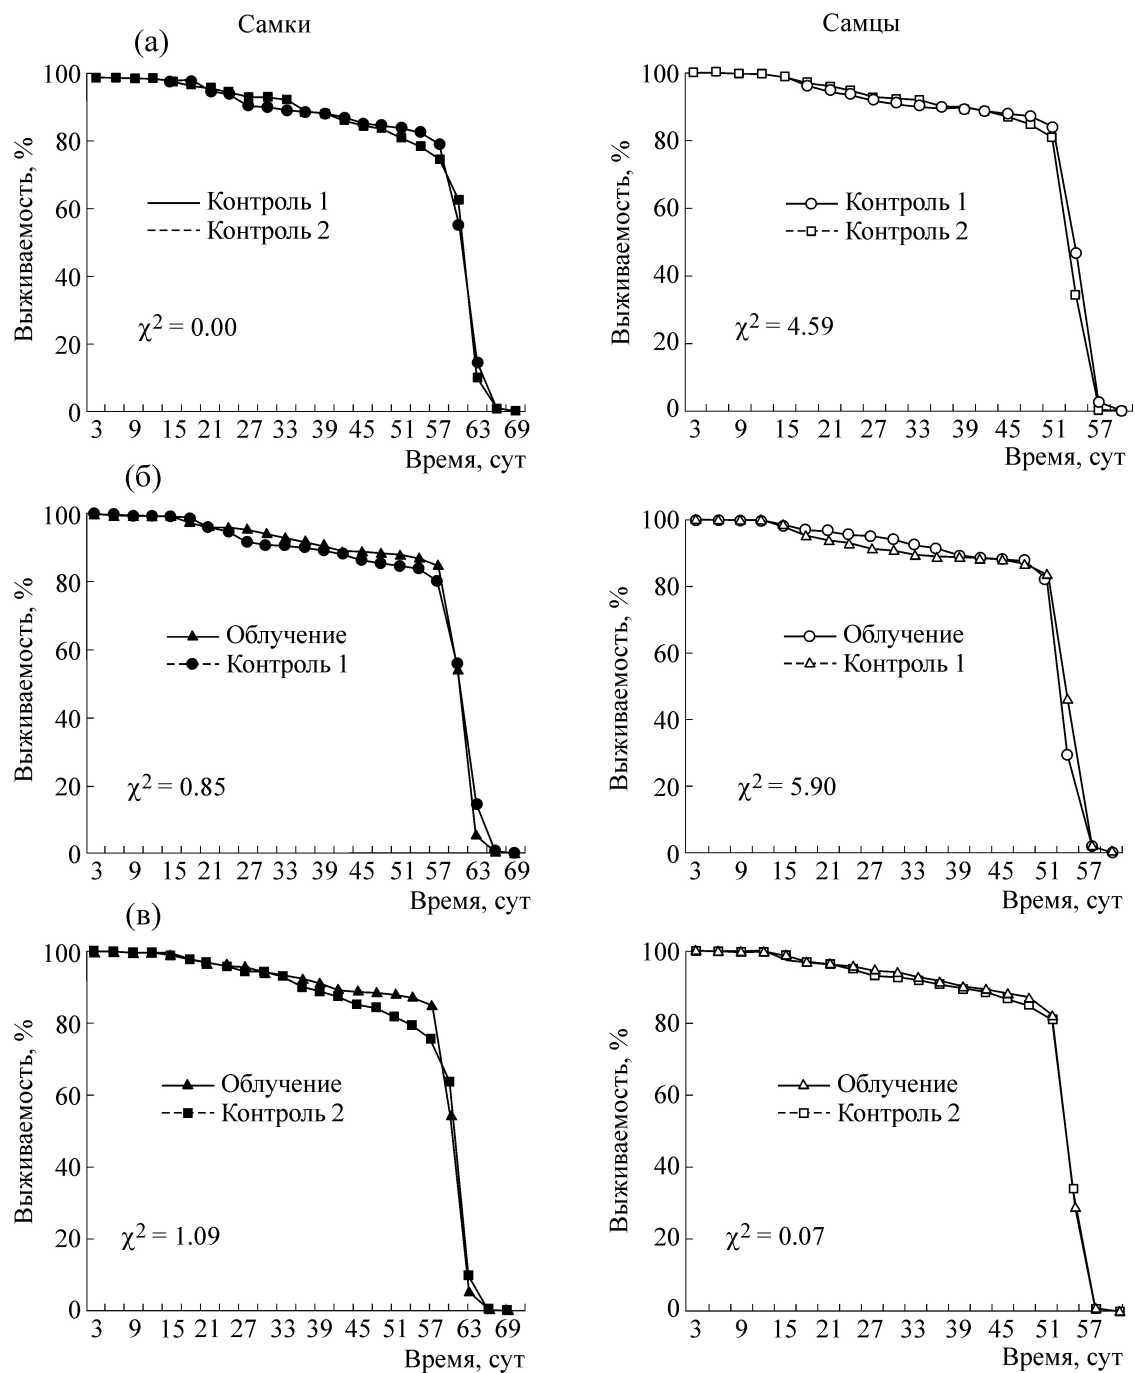 Самки
Самцы
(а)
100
80
60
40
20
0
Выживаемость, %
Контроль 1
Контроль 2
χ2 = 0.00
3 9 15 21 27 33 39 45 51 57 63 69
Время, сут
100
80
60
40
20
0
Выживаемость, %
Контроль 1
Контроль 2
χ2 = 4.59
3 9 15 21 27 33 39 45 51 57
Время, сут
(б)
100
80
60
40
20
0
Выживаемость, %
Облучение
Контроль 1
χ2 = 0.85
3 9 15 21 27 33 39 45 51 57 63 69
Время, сут
100
80
60
40
20
0
Выживаемость, %
Облучение
Контроль 1
χ2 = 5.90
3 9 15 21 27 33 39 45 51 57
Время, сут
(в)
100
80
60
40
20
0
Выживаемость, %
Облучение
Контроль 2
χ2 = 1.09
3 9 15 21 27 33 39 45 51 57 63 69
Время, сут
100
80
60
40
20
0
Выживаемость, %
Облучение
Контроль 2
χ2 = 0.07
3 9 15 21 27 33 39 45 51 57
Время, сут